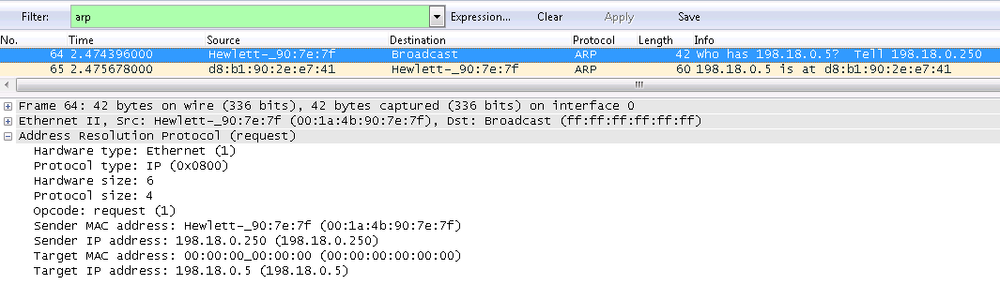 Filter: arp Expression... Clear Apply Save
No. Time Source Destination Protocol Length Info
64 2.474396000 Hewlett-_90:7e:7f Broadcast ARP 42 Who has 198.18.0.5? Tell 198.18.0.250
65 2.475678000 d8:b1:90:2e:e7:41 Hewlett-_90:7e:7f ARP 60 198.18.0.5 is at d8:b1:90:2e:e7:41
Frame 64: 42 bytes on wire (336 bits), 42 bytes captured (336 bits) on interface 0
Ethernet II, Src: Hewlett-_90:7e:7f (00:1a:4b:90:7e:7f), Dst: Broadcast (ff:ff:ff:ff:ff:ff)
Address Resolution Protocol (request)
Hardware type: Ethernet (1)
Protocol type: IP (0x0800)
Hardware size: 6
Protocol size: 4
Opcode: request (1)
Sender MAC address: Hewlett-_90:7e:7f (00:1a:4b:90:7e:7f)
Sender IP address: 198.18.0.250 (198.18.0.250)
Target MAC address: 00:00:00_00:00:00 (00:00:00:00:00:00)
Target IP address: 198.18.0.5 (198.18.0.5)